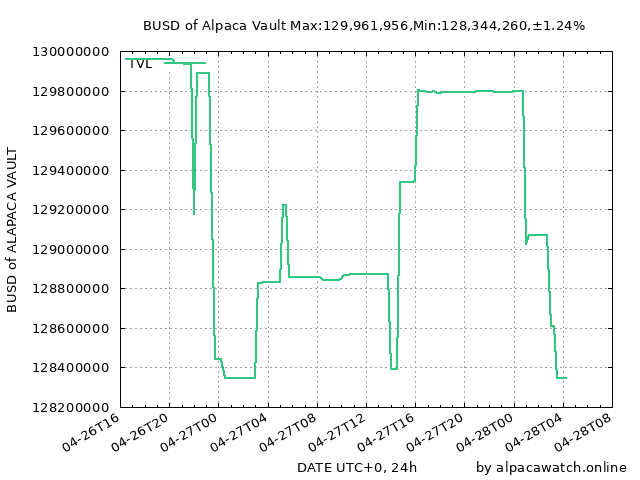 BUSD of Alpaca Vault Max:129,961,956,Min:128,344,260,±1.24%
TVL
BUSD of ALAPACA VAULT
130000000
129800000
129600000
129400000
129200000
129000000
128800000
128600000
128400000
128200000
04-26T16
04-26T20
04-27T00
04-27T04
04-27T08
04-27T12
04-27T16
04-27T20
04-28T00
04-28T04
04-28T08
DATE UTC+0, 24h
by alpacawatch.online